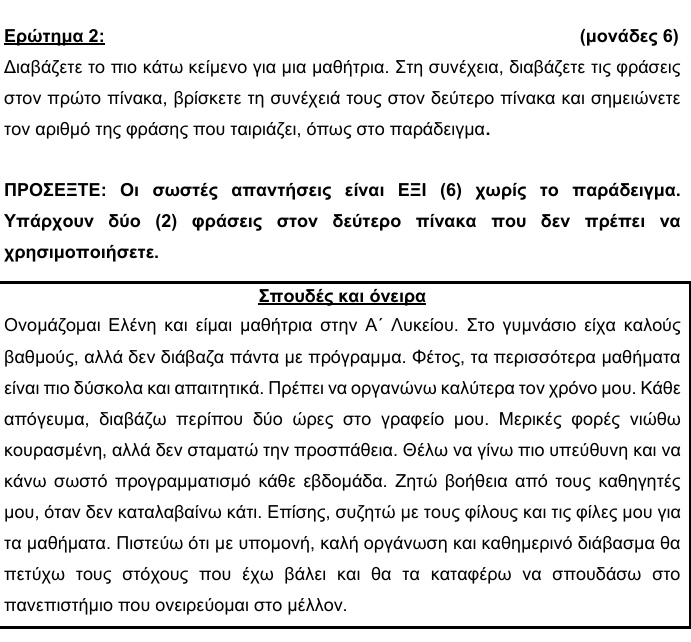 Ερώτημα 2: (μονάδες 6)
Διαβάζετε το πιο κάτω κείμενο για μια μαθήτρια. Στη συνέχεια, διαβάζετε τις φράσεις
στον πρώτο πίνακα, βρίσκετε τη συνέχειά τους στον δεύτερο πίνακα και σημειώνετε
τον αριθμό της φράσης που ταιριάζει, όπως στο παράδειγμα.
ΠΡΟΣΕΞΤΕ: Οι σωστές απαντήσεις είναι ΕΞΙ (6) χωρίς το παράδειγμα.
Υπάρχουν δύο (2) φράσεις στον δεύτερο πίνακα που δεν πρέπει να
χρησιμοποιήσετε.
Σπουδές και όνειρα
Ονομάζομαι Ελένη και είμαι μαθήτρια στην Α΄ Λυκείου. Στο γυμνάσιο είχα καλούς
βαθμούς, αλλά δεν διάβαζα πάντα με πρόγραμμα. Φέτος, τα περισσότερα μαθήματα
είναι πιο δύσκολα και απαιτητικά. Πρέπει να οργανώνω καλύτερα τον χρόνο μου. Κάθε
απόγευμα, διαβάζω περίπου δύο ώρες στο γραφείο μου. Μερικές φορές νιώθω
κουρασμένη, αλλά δεν σταματώ την προσπάθεια. Θέλω να γίνω πιο υπεύθυνη και να
κάνω σωστό προγραμματισμό κάθε εβδομάδα. Ζητώ βοήθεια από τους καθηγητές
μου, όταν δεν καταλαβαίνω κάτι. Επίσης, συζητώ με τους φίλους και τις φίλες μου για
τα μαθήματα. Πιστεύω ότι με υπομονή, καλή οργάνωση και καθημερινό διάβασμα θα
πετύχω τους στόχους που έχω βάλει και θα τα καταφέρω να σπουδάσω στο
πανεπιστήμιο που ονειρεύομαι στο μέλλον.